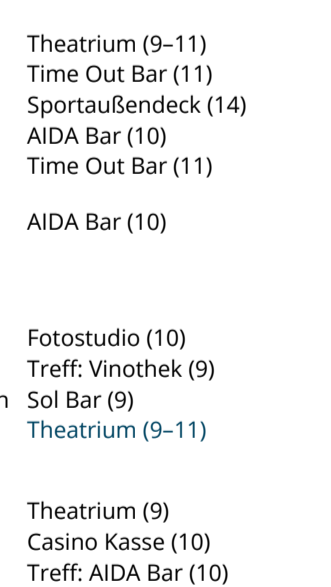 Theatrium (9–11)
Time Out Bar (11)
Sportaußendeck (14)
AIDA Bar (10)
Time Out Bar (11)
AIDA Bar (10)
Fotostudio (10)
Treff: Vinothek (9)
Sol Bar (9)
Theatrium (9–11)
Theatrium (9)
Casino Kasse (10)
Treff: AIDA Bar (10)